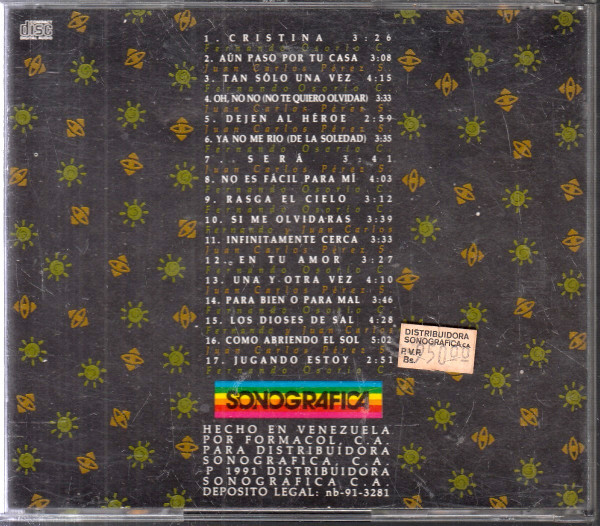 disc
DIGITAL AUDIO
1. CRISTINA 3:26
Fernando Osorio C.
2. AÚN PASO POR TU CASA 3:08
Juan Carlos Pérez S.
3. TAN SÓLO UNA VEZ 4:15
Fernando Osorio C.
4. OH, NO NO (NO TE QUIERO OLVIDAR) 3:33
Juan Carlos Pérez S.
5. DEJEN AL HÉROE 2:59
Fernando Osorio C.
6. YA NO ME RIO (DE LA SOLEDAD) 3:35
Fernando Osorio C.
7. SERÁ 3:41
Juan Carlos Pérez S.
8. NO ES FÁCIL PARA MÍ 4:03
Fernando Osorio C.
9. RASGA EL CIELO 3:12
Fernando Osorio C.
10. SI ME OLVIDARAS 3:39
Fernando y Juan Carlos
11. INFINITAMENTE CERCA 3:33
Juan Carlos Pérez S.
12. EN TU AMOR 3:27
Fernando Osorio C.
13. UNA Y OTRA VEZ 4:10
Juan Carlos Pérez S.
14. PARA BIEN O PARA MAL 3:46
Fernando Osorio C.
15. LOS DIOSES DE SAL 4:28
Fernando y Juan Carlos
16. COMO ABRIENDO EL SOL 5:02
Juan Carlos Pérez S.
17. JUGANDO ESTOY 2:51
Fernando Osorio C.
DISTRIBUIDORA
SONOGRAFICA C.A.
P.V.P.
Bs.
SONOGRAFICA
HECHO EN VENEZUELA
POR FORMACOL, C.A.
PARA DISTRIBUÍDORA
SONOGRAFICA, C.A.
P 1991 DISTRIBUÍDORA
SONOGRAFICA C.A.
DEPOSITO LEGAL: nb-91-3281